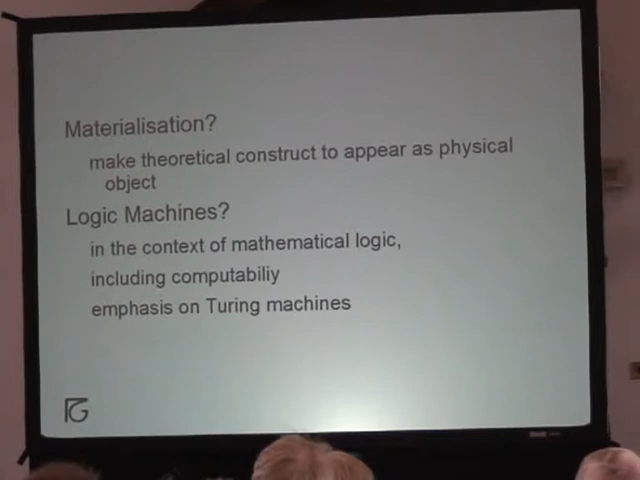 Materialisation?
make theoretical construct to appear as physical
object
Logic Machines?
in the context of mathematical logic,
including computabiliy
emphasis on Turing machines